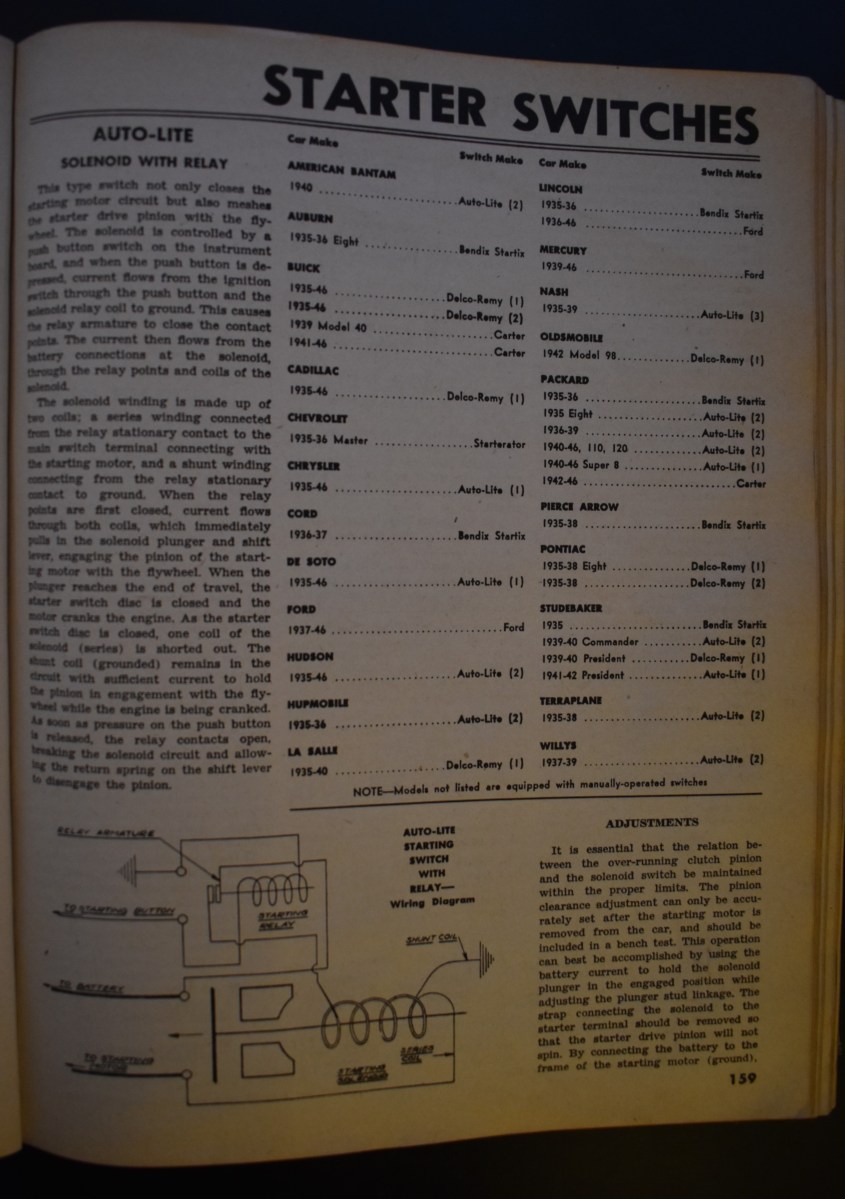 STARTER SWITCHES
AUTO-LITE
SOLENOID WITH RELAY
This type switch not only closes the
starting motor circuit but also meshes
the starter drive pinion with the fly-
wheel. The solenoid is controlled by a
push button switch on the instrument
board, and when the push button is de-
pressed, current flows from the ignition
switch through the push button and the
solenoid relay coil to ground. This causes
the relay armature to close the contact
points. The current then flows from the
battery connections at the solenoid,
through the relay points and coils of the
solenoid.
The solenoid winding is made up of
two coils; a series winding connected
from the relay stationary contact to the
main switch terminal connecting with
the starting motor, and a shunt winding
connecting from the relay stationary
contact to ground. When the relay
points are first closed, current flows
through both coils, which immediately
pulls in the solenoid plunger and shift
lever, engaging the pinion of the start-
ing motor with the flywheel. When the
plunger reaches the end of travel, the
starter switch disc is closed and the
motor cranks the engine. As the starter
switch disc is closed, one coil of the
solenoid (series) is shorted out. The
shunt coil (grounded) remains in the
circuit with sufficient current to hold
the pinion in engagement with the fly-
wheel while the engine is being cranked.
As soon as pressure on the push button
is released, the relay contacts open,
breaking the solenoid circuit and allow-
ing the return spring on the shift lever
to disengage the pinion.
Car Make Switch Make
AMERICAN BANTAM
1940 ........................Auto-Lite (2)
AUBURN
1935-36 Eight ................Bendix Startix
BUICK
1935-46 ....................Delco-Remy (1)
1935-46 ....................Delco-Remy (2)
1939 Model 40 ....................Carter
1941-46 ..........................Carter
CADILLAC
1935-46 ....................Delco-Remy (1)
CHEVROLET
1935-36 Master .................Starterator
CHRYSLER
1935-46 .....................Auto-Lite (1)
CORD
1936-37 .....................Bendix Startix
DE SOTO
1935-46 .....................Auto-Lite (1)
FORD
1937-46 .............................Ford
HUDSON
1935-46 .....................Auto-Lite (2)
HUPMOBILE
1935-36 .....................Auto-Lite (2)
LA SALLE
1935-40 ....................Delco-Remy (1)
Car Make Switch Make
LINCOLN
1935-36 .....................Bendix Startix
1936-46 .............................Ford
MERCURY
1939-46 .............................Ford
NASH
1935-39 .....................Auto-Lite (3)
OLDSMOBILE
1942 Model 98.............Delco-Remy (1)
PACKARD
1935-36 .....................Bendix Startix
1935 Eight ..................Auto-Lite (2)
1936-39 .....................Auto-Lite (2)
1940-46, 110, 120 ............Auto-Lite (2)
1940-46 Super 8 ..............Auto-Lite (1)
1942-46 ............................Carter
PIERCE ARROW
1935-38 .....................Bendix Startix
PONTIAC
1935-38 Eight ..............Delco-Remy (1)
1935-38 ....................Delco-Remy (2)
STUDEBAKER
1935 ........................Bendix Startix
1939-40 Commander ...........Auto-Lite (2)
1939-40 President ...........Delco-Remy (1)
1941-42 President ............Auto-Lite (1)
TERRAPLANE
1935-38 .....................Auto-Lite (2)
WILLYS
1937-39 .....................Auto-Lite (2)
NOTE—Models not listed are equipped with manually-operated switches
RELAY ARMATURE
TO STARTING BUTTON
STARTING
RELAY
TO BATTERY
SHUNT COIL
TO STARTING
MOTOR
STARTING
SOLENOID
SERIES
COIL
AUTO-LITE
STARTING
SWITCH
WITH
RELAY—
Wiring Diagram
ADJUSTMENTS
It is essential that the relation be-
tween the over-running clutch pinion
and the solenoid switch be maintained
within the proper limits. The pinion
clearance adjustment can only be accu-
rately set after the starting motor is
removed from the car, and should be
included in a bench test. This operation
can best be accomplished by using the
battery current to hold the solenoid
plunger in the engaged position while
adjusting the plunger stud linkage. The
strap connecting the solenoid to the
starter terminal should be removed so
that the starter drive pinion will not
spin. By connecting the battery to the
frame of the starting motor (ground),
159